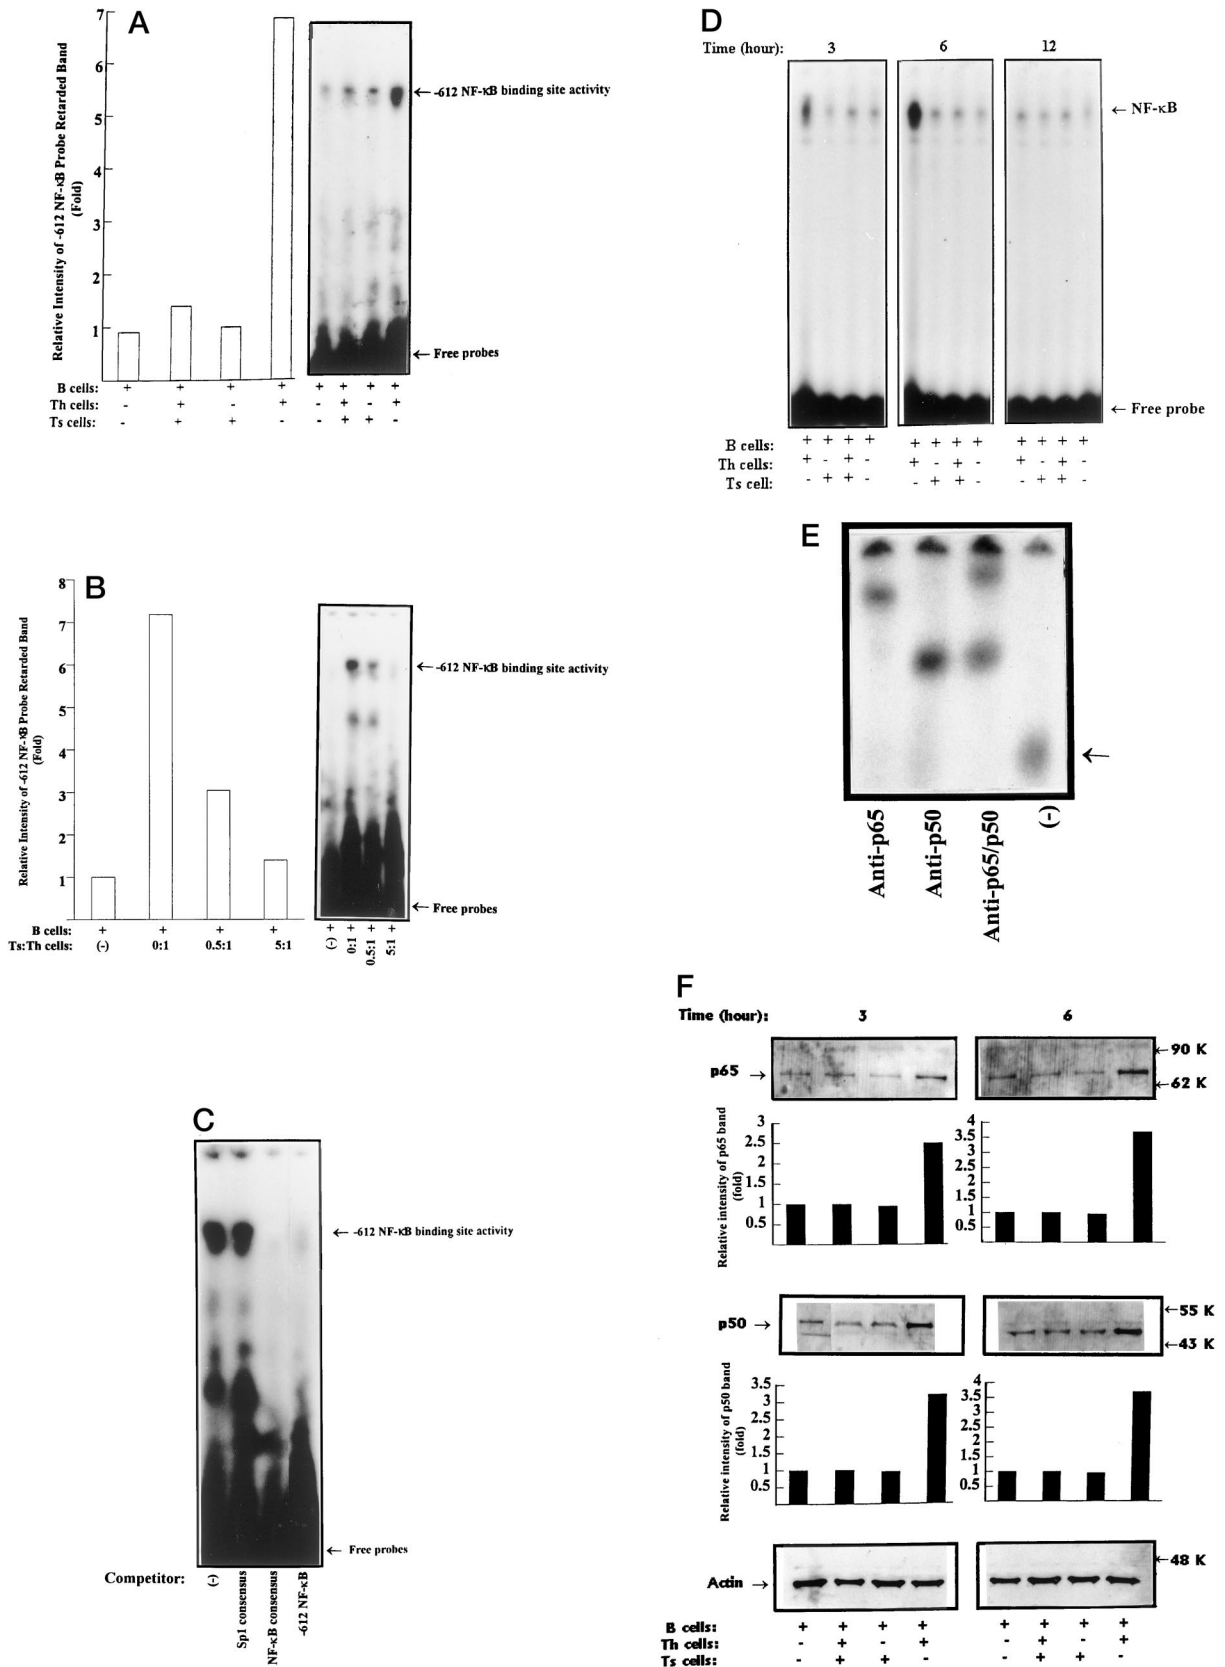 A
Relative Intensity of -612 NF-κB Probe Retarded Band
(Fold)
7
6
5
4
3
2
1
← -612 NF-κB binding site activity
← Free probes
B cells: + + + + + + + +
Th cells: - + - + - + - +
Ts cells: - + + - - + + -
B
Relative Intensity of -612 NF-κB Probe Retarded Band
(Fold)
8
7
6
5
4
3
2
1
← -612 NF-κB binding site activity
← Free probes
B cells: + + + + + + + +
Ts:Th cells: (-) 0:1 0.5:1 5:1 (-) 0:1 0.5:1 5:1
C
← -612 NF-κB binding site activity
← Free probes
Competitor: (-) Sp1 consensus NF-κB consensus -612 NF-κB
D
Time (hour): 3 6 12
← NF-κB
← Free probe
B cells: + + + + + + + + + + + +
Th cells: + - + - + - + - + - + -
Ts cell: - + + - - + + - - + + -
E
←
Anti-p65 Anti-p50 Anti-p65/p50 (-)
F
Time (hour): 3 6
p65 →
← 90 K
← 62 K
Relative intensity of p65 band
(fold)
3
2.5
2
1.5
1
0.5
4
3.5
3
2.5
2
1.5
1
0.5
p50 →
← 55 K
← 43 K
Relative intensity of p50 band
(fold)
3.5
3
2.5
2
1.5
1
0.5
4
3.5
3
2.5
2
1.5
1
0.5
Actin →
← 48 K
B cells: + + + + + + + +
Th cells: - + - + - + - +
Ts cells: - + + - - + + -